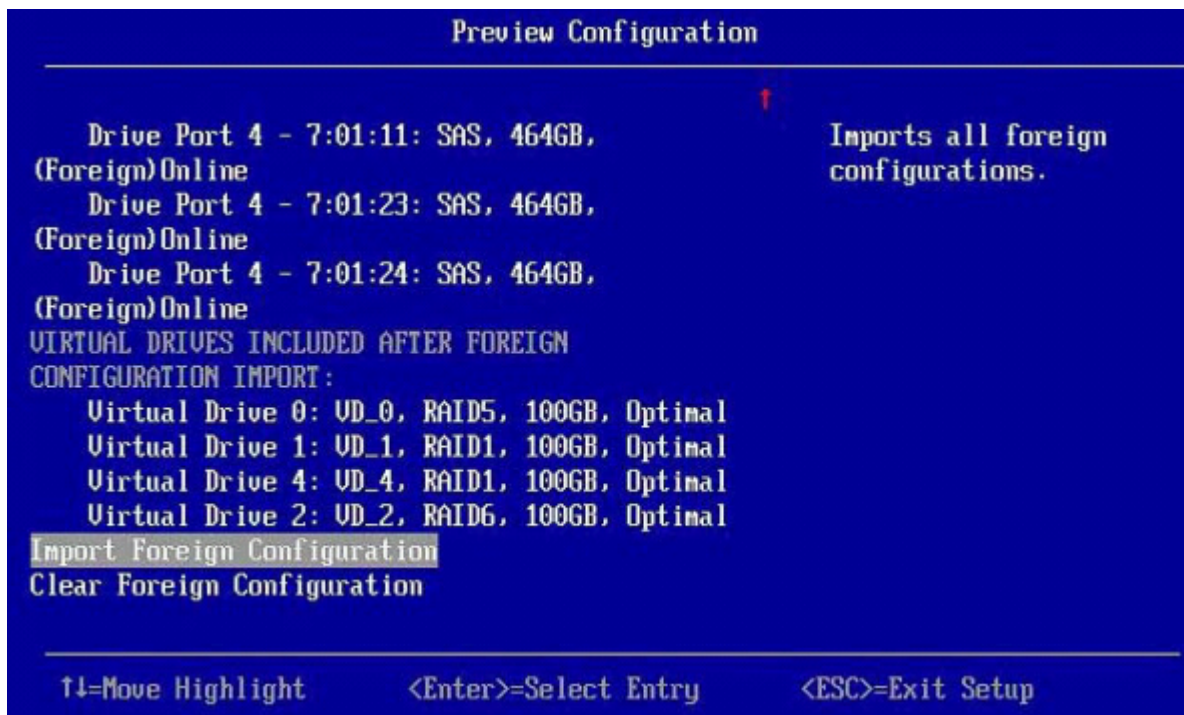 Preview Configuration
↑
Drive Port 4 - 7:01:11: SAS, 464GB,
(Foreign)Online
Drive Port 4 - 7:01:23: SAS, 464GB,
(Foreign)Online
Drive Port 4 - 7:01:24: SAS, 464GB,
(Foreign)Online
VIRTUAL DRIVES INCLUDED AFTER FOREIGN
CONFIGURATION IMPORT:
Virtual Drive 0: VD_0, RAID5, 100GB, Optimal
Virtual Drive 1: VD_1, RAID1, 100GB, Optimal
Virtual Drive 4: VD_4, RAID1, 100GB, Optimal
Virtual Drive 2: VD_2, RAID6, 100GB, Optimal
Import Foreign Configuration
Clear Foreign Configuration
Imports all foreign
configurations.
↑↓=Move Highlight <Enter>=Select Entry <ESC>=Exit Setup